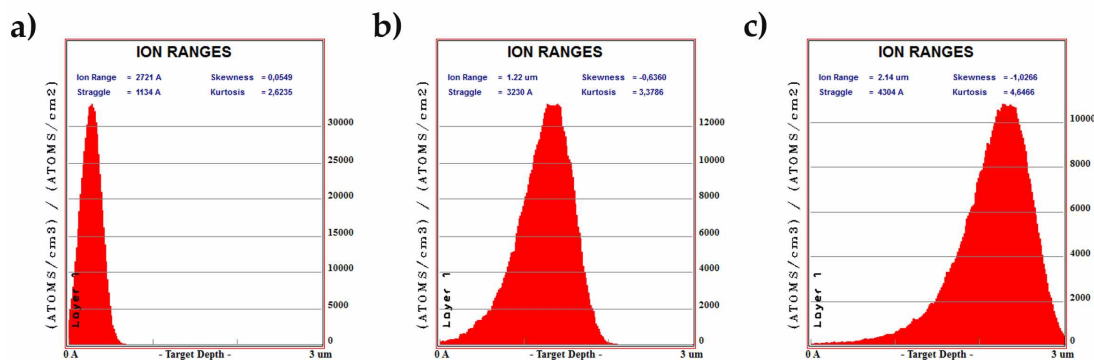 a)
ION RANGES
Ion Range = 2721 A Skewness = 0,0549
Straggle = 1134 A Kurtosis = 2,6235
(ATOMS/cm3) / (ATOMS/cm2)
Layer 1
30000
25000
20000
15000
10000
5000
0
0 A - Target Depth - 3 um
b)
ION RANGES
Ion Range = 1.22 um Skewness = -0,6360
Straggle = 3230 A Kurtosis = 3,3786
(ATOMS/cm3) / (ATOMS/cm2)
Layer 1
12000
10000
8000
6000
4000
2000
0
0 A - Target Depth - 3 um
c)
ION RANGES
Ion Range = 2.14 um Skewness = -1,0266
Straggle = 4304 A Kurtosis = 4,6466
(ATOMS/cm3) / (ATOMS/cm2)
Layer 1
10000
8000
6000
4000
2000
0
0 A - Target Depth - 3 um